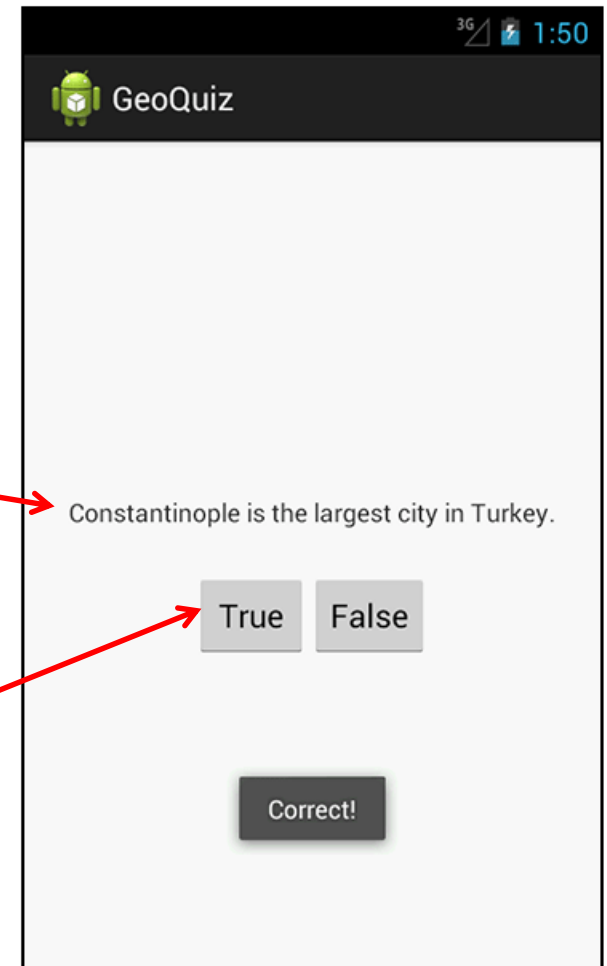 3G 1:50
GeoQuiz
Constantinople is the largest city in Turkey.
True False
Correct!